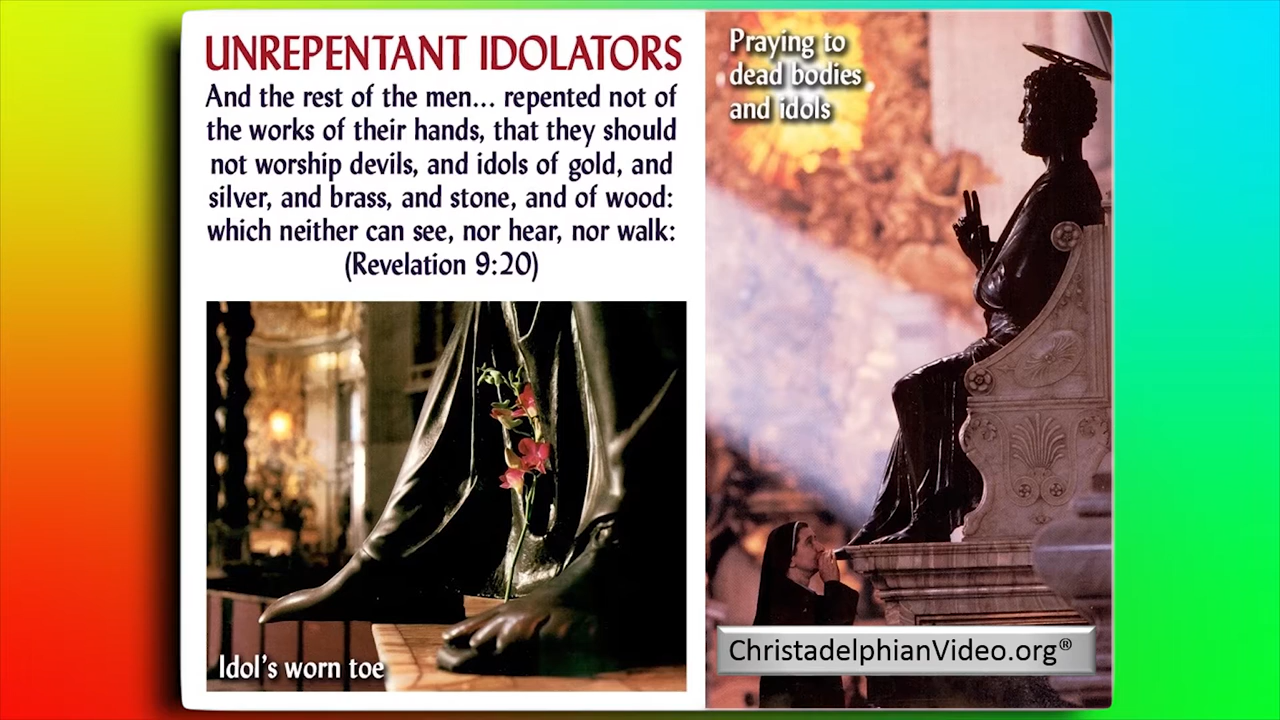 UNREPENTANT IDOLATORS
And the rest of the men... repented not of
the works of their hands, that they should
not worship devils, and idols of gold, and
silver, and brass, and stone, and of wood:
which neither can see, nor hear, nor walk:
(Revelation 9:20)
Idol's worn toe
Praying to
dead bodies
and idols
ChristadelphianVideo.org®